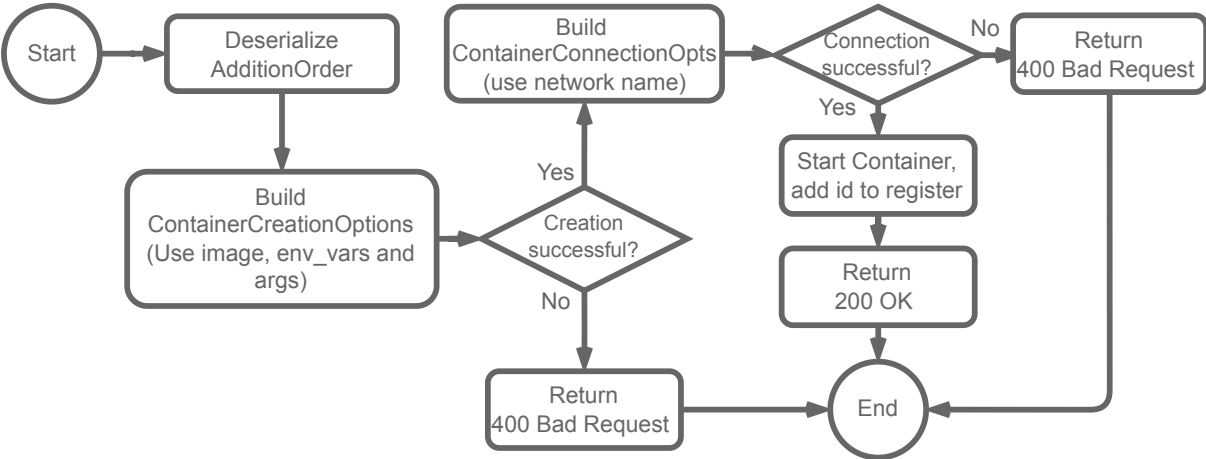 Start
Deserialize
AdditionOrder
Build
ContainerCreationOptions
(Use image, env_vars and
args)
Creation
successful?
Yes
No
Build
ContainerConnectionOpts
(use network name)
Connection
successful?
No
Return
400 Bad Request
Yes
Start Container,
add id to register
Return
200 OK
Return
400 Bad Request
End